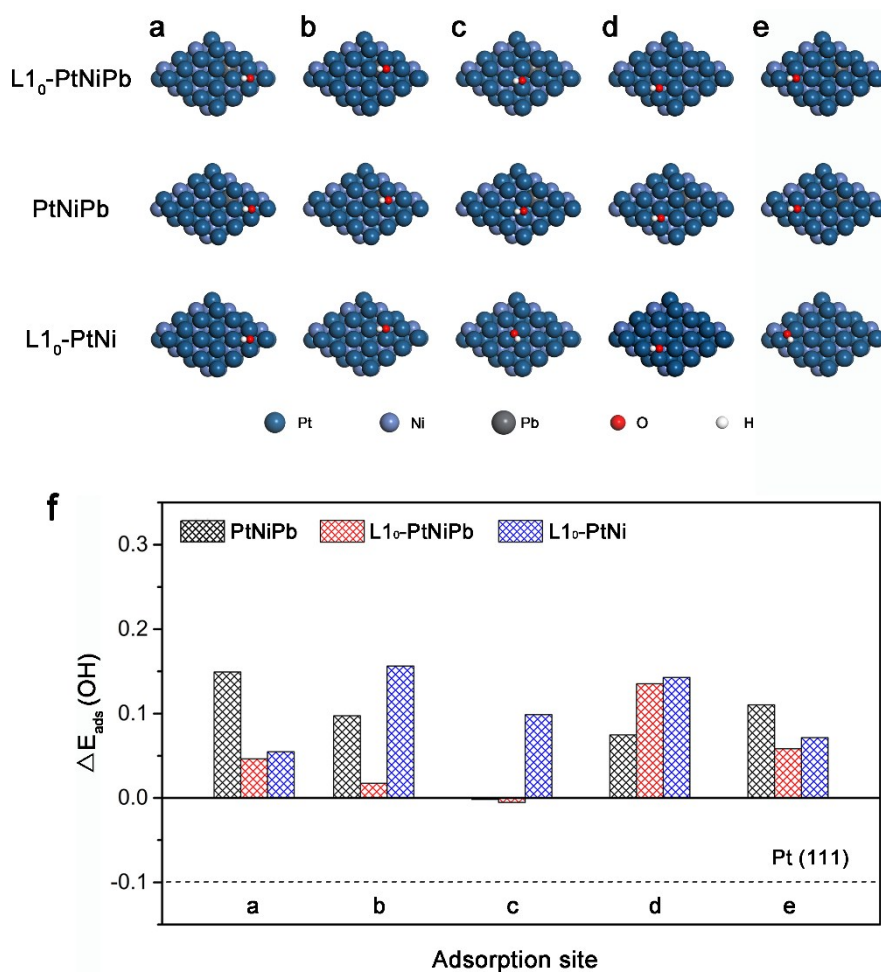 a b c d e
L1₀-PtNiPb
PtNiPb
L1₀-PtNi
Pt Ni Pb O H
f
PtNiPb L1₀-PtNiPb L1₀-PtNi
0.3
0.2
0.1
0.0
-0.1
△E_ads (OH)
Pt (111)
a b c d e
Adsorption site